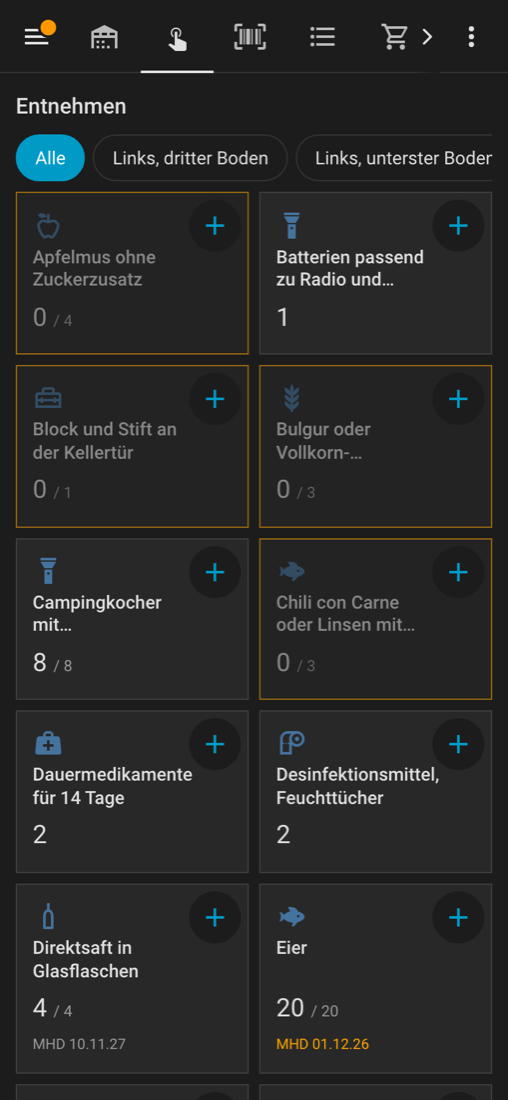 Entnehmen
Alle
Links, dritter Boden
Links, unterster Boden
Apfelmus ohne
Zuckerzusatz
0 / 4
Batterien passend
zu Radio und…
1
Block und Stift an
der Kellertür
0 / 1
Bulgur oder
Vollkorn-…
0 / 3
Campingkocher
mit…
8 / 8
Chili con Carne
oder Linsen mit…
0 / 3
Dauermedikamente
für 14 Tage
2
Desinfektionsmittel,
Feuchttücher
2
Direktsaft in
Glasflaschen
4 / 4
MHD 10.11.27
Eier
20 / 20
MHD 01.12.26